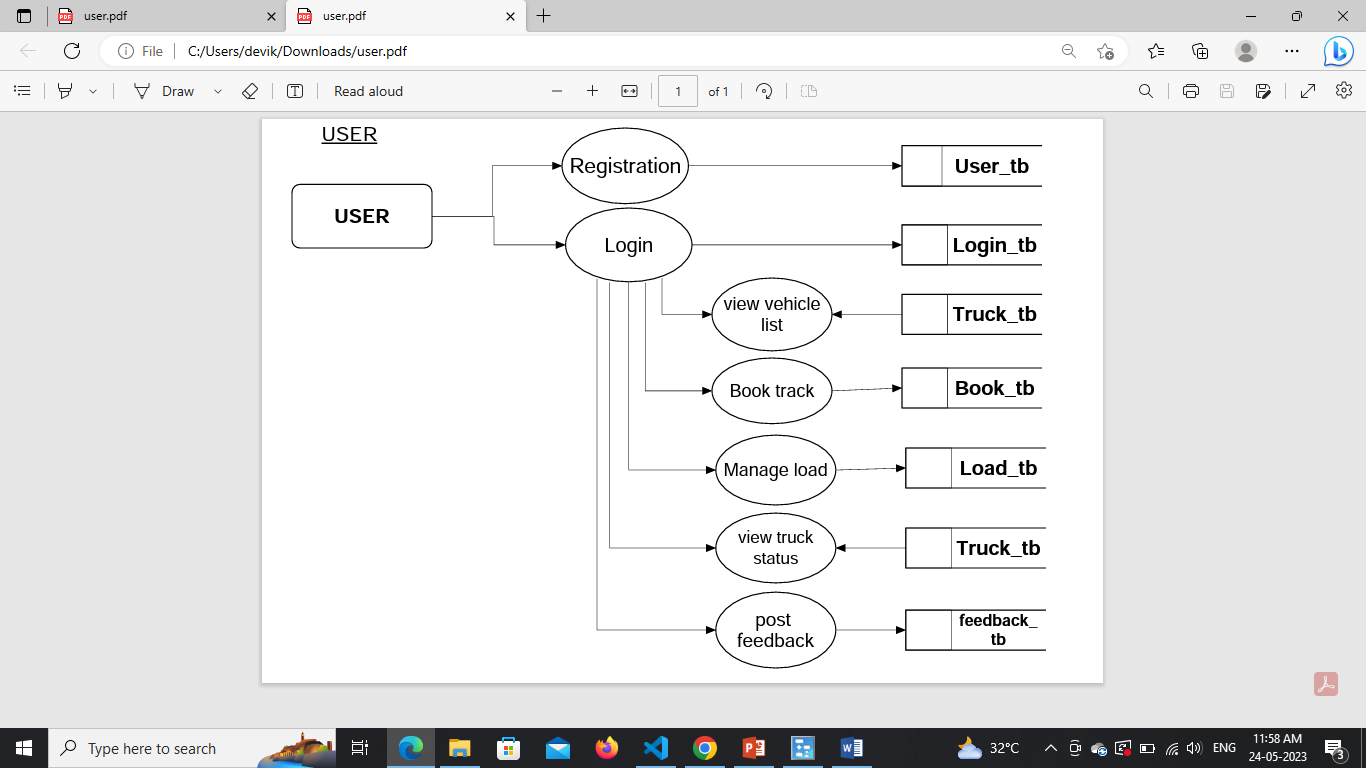 user.pdf
user.pdf
File
C:/Users/devik/Downloads/user.pdf
Draw
Read aloud
1
of 1
USER
USER
Registration
User_tb
Login
Login_tb
view vehicle
list
Truck_tb
Book track
Book_tb
Manage load
Load_tb
view truck
status
Truck_tb
post
feedback
feedback_
tb
Type here to search
32°C
ENG
11:58 AM
24-05-2023
3